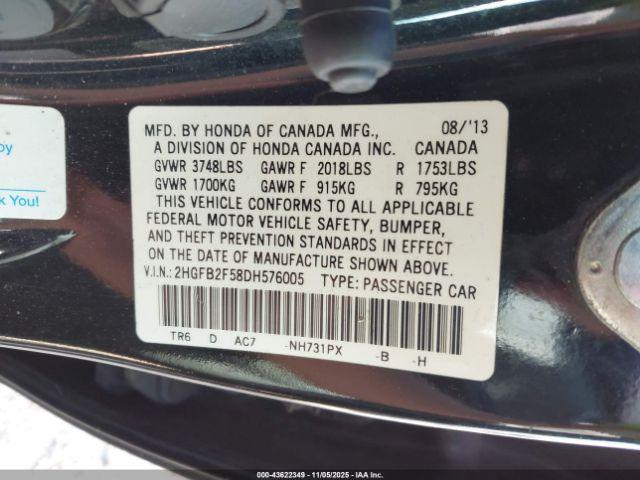 MFD. BY HONDA OF CANADA MFG., 08/'13
A DIVISION OF HONDA CANADA INC. CANADA
GVWR 3748LBS GAWR F 2018LBS R 1753LBS
GVWR 1700KG GAWR F 915KG R 795KG
THIS VEHICLE CONFORMS TO ALL APPLICABLE
FEDERAL MOTOR VEHICLE SAFETY, BUMPER,
AND THEFT PREVENTION STANDARDS IN EFFECT
ON THE DATE OF MANUFACTURE SHOWN ABOVE.
V.I.N.: 2HGFB2F58DH576005 TYPE: PASSENGER CAR
TR6 D AC7 -NH731PX -B -H
by
k You!
000-43622349 | 11/05/2025 | IAAI Inc.